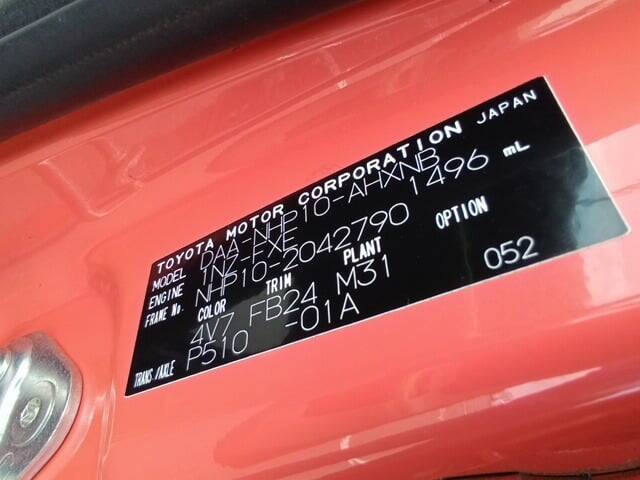 TOYOTA MOTOR CORPORATION JAPAN
MODEL DAA-NHP10-AHXNB
ENGINE 1NZ-FXE 1496 mL
FRAME No. NHP10-2042790
COLOR TRIM PLANT OPTION
4V7 FB24 M31 052
TRANS./AXLE P510 -01A